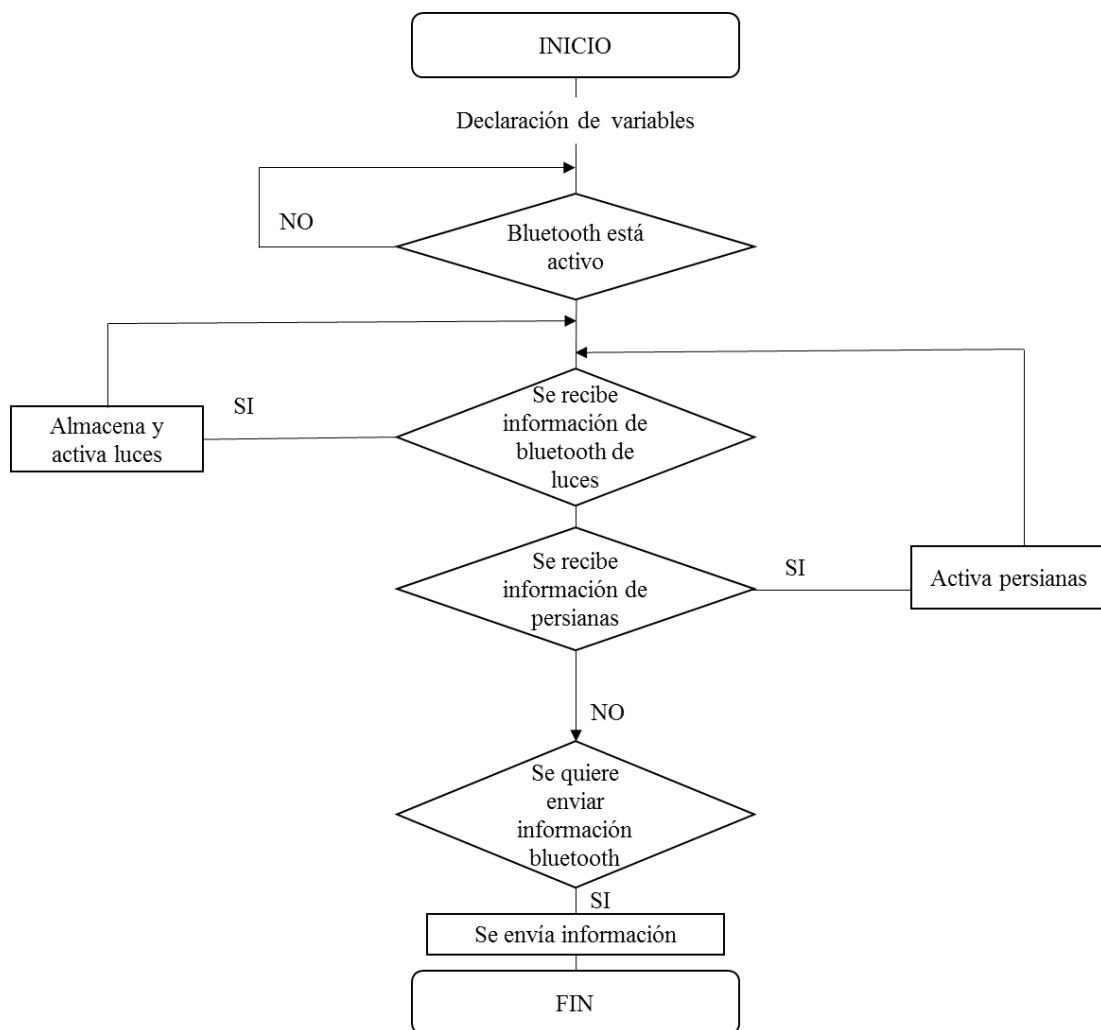 INICIO
Declaración de variables
NO
Bluetooth está
activo
SI
Almacena y
activa luces
Se recibe
información de
bluetooth de
luces
Se recibe
información de
persianas
SI
Activa persianas
NO
Se quiere
enviar
información
bluetooth
SI
Se envía información
FIN